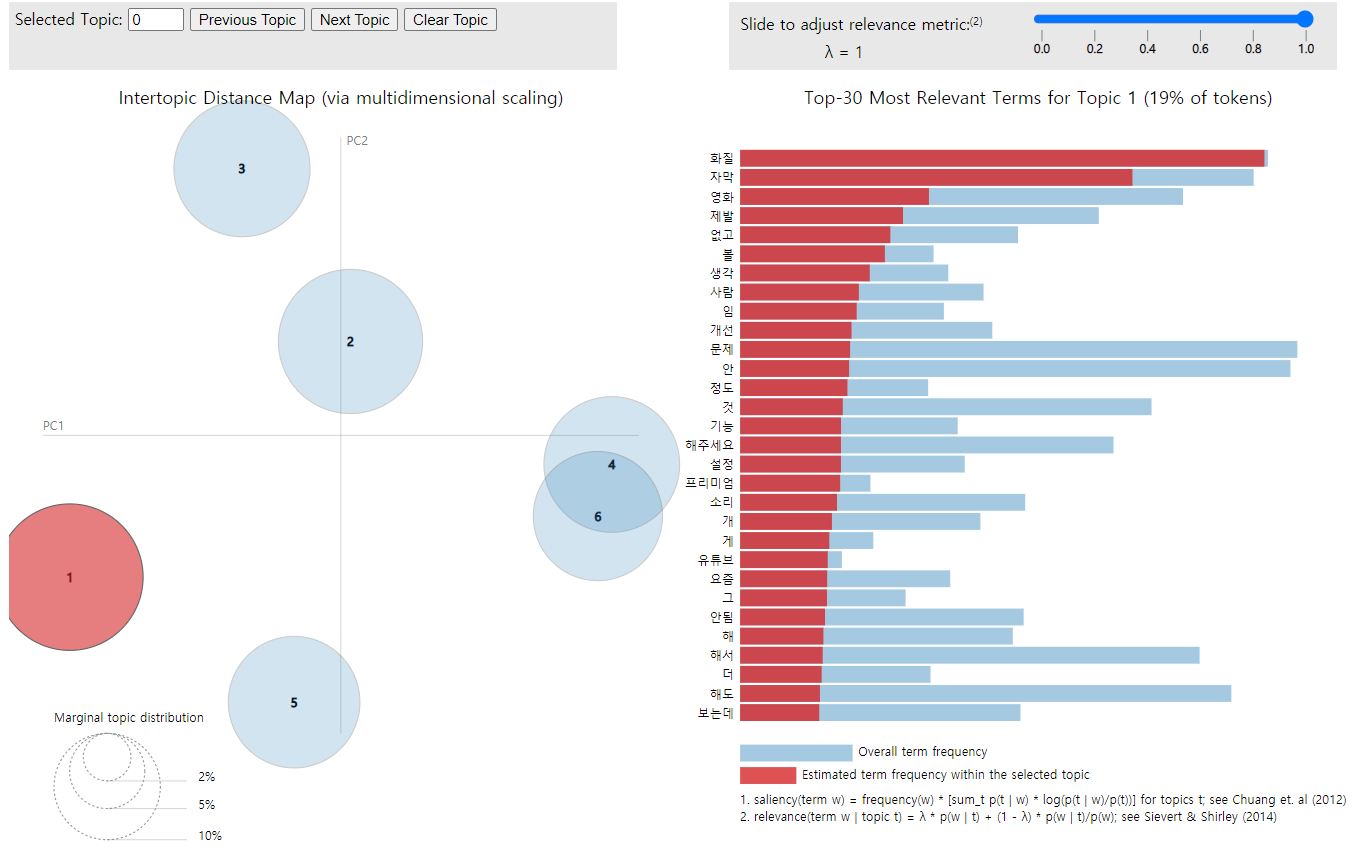 Selected Topic: 0 Previous Topic Next Topic Clear Topic
Slide to adjust relevance metric:(2)
λ = 1
0.0 0.2 0.4 0.6 0.8 1.0
Intertopic Distance Map (via multidimensional scaling)
PC2
PC1
3
2
4
6
1
5
Marginal topic distribution
2%
5%
10%
Top-30 Most Relevant Terms for Topic 1 (19% of tokens)
화질
자막
영화
제발
없고
볼
생각
사람
임
개선
문제
안
정도
것
기능
해주세요
설정
프리미엄
소리
개
게
유튜브
요즘
그
안됨
해
해서
더
해도
보는데
Overall term frequency
Estimated term frequency within the selected topic
1. saliency(term w) = frequency(w) * [sum_t p(t | w) * log(p(t | w)/p(t))] for topics t; see Chuang et. al (2012)
2. relevance(term w | topic t) = λ * p(w | t) + (1 - λ) * p(w | t)/p(w); see Sievert & Shirley (2014)